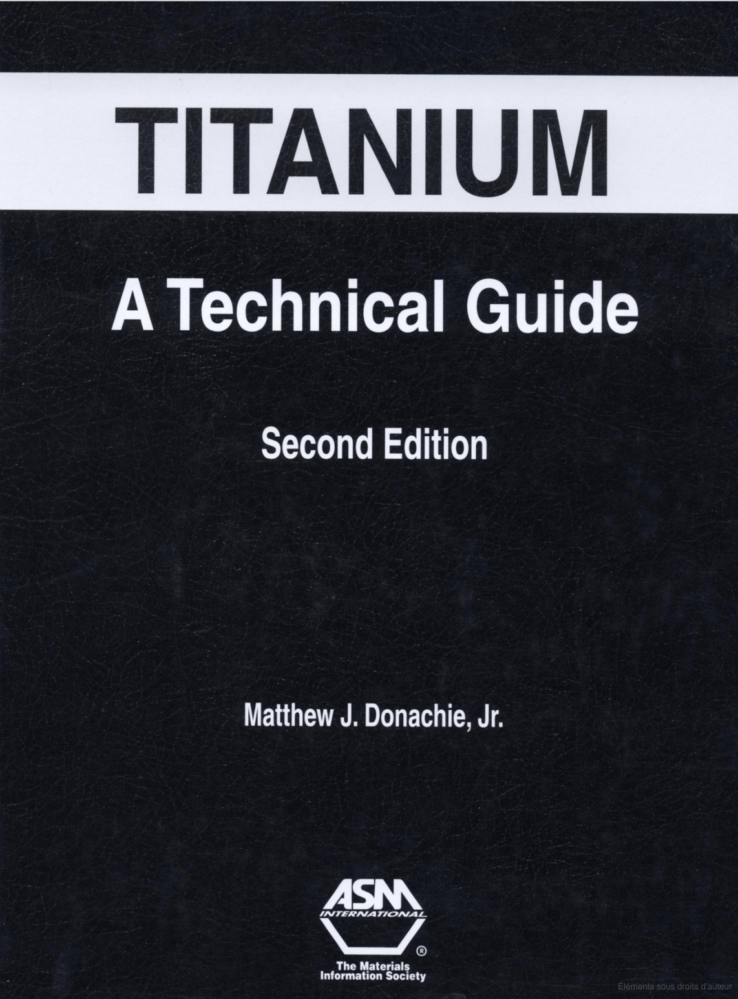 TITANIUM
A Technical Guide
Second Edition
Matthew J. Donachie, Jr.
ASM
INTERNATIONAL
®
The Materials
Information Society
Éléments sous droits d'auteur